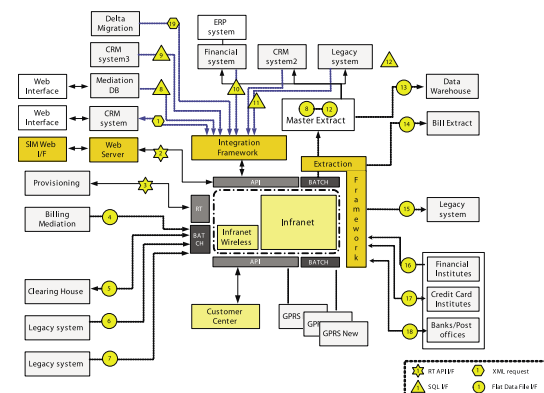 Delta
Migration
19
ERP
system
CRM
system3
9
Financial
system
CRM
system2
Legacy
system
12
Web
Interface
Mediation
DB
8
10
11
13
Data
Warehouse
Web
Interface
CRM
system
1
8
12
Master Extract
14
Bill Extract
SIM Web
I/F
Web
Server
2
Integration
Framework
Extraction
Framework
Provisioning
3
API
BATCH
RT
Billing
Mediation
4
BAT
CH
Infranet
Infranet
Wireless
15
Legacy
system
Clearing House
5
API
BATCH
16
Financial
Institutes
Legacy system
6
Customer
Center
GPRS
GPRS New
17
Credit Card
Institutes
Legacy system
7
18
Banks/Post
offices
1
RT API I/F
1
XML request
1
SQL I/F
1
Flat Data File I/F